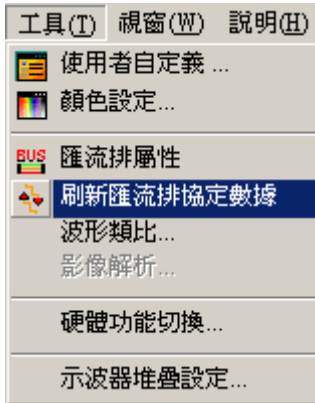 工具(T) 視窗(W) 説明(H)
使用者自定義 ...
顏色設定...
BUS 匯流排屬性
刷新匯流排協定數據
波形類比...
影像解析...
硬體功能切換...
示波器堆疊設定...